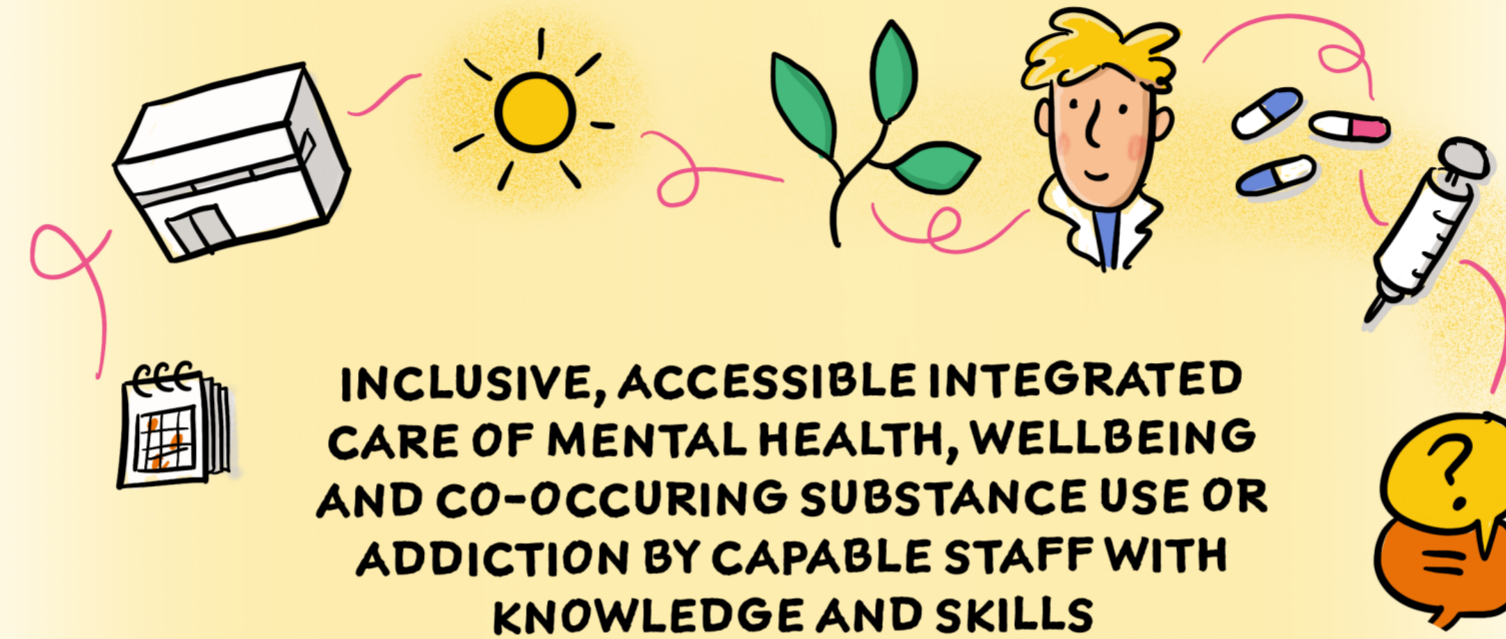 INCLUSIVE, ACCESSIBLE INTEGRATED
CARE OF MENTAL HEALTH, WELLBEING
AND CO-OCCURING SUBSTANCE USE OR
ADDICTION BY CAPABLE STAFF WITH
KNOWLEDGE AND SKILLS
?